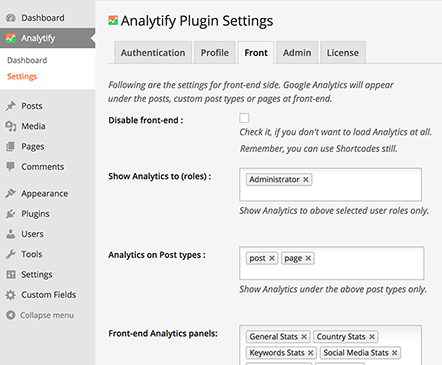 Dashboard
Analytify
Dashboard
Settings
Posts
Media
Pages
Comments
Appearance
Plugins
Users
Tools
Settings
Custom Fields
Collapse menu
Analytify Plugin Settings
Authentication Profile Front Admin License
Following are the settings for front-end side. Google Analytics will appear
under the posts, custom post types or pages at front-end.
Disable front-end :
Check it, if you don't want to load Analytics at all.
Remember, you can use Shortcodes still.
Show Analytics to (roles) :
Administrator ×
Show Analytics to above selected user roles only.
Analytics on Post types :
post × page ×
Show Analytics under the above post types only.
Front-end Analytics panels:
General Stats × Country Stats ×
Keywords Stats × Social Media Stats ×